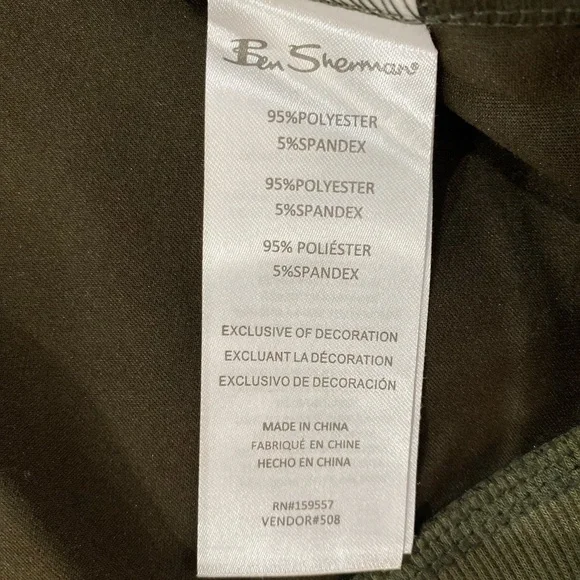 Ben Sherman®
95%POLYESTER
5%SPANDEX
95%POLYESTER
5%SPANDEX
95% POLIÉSTER
5%SPANDEX
EXCLUSIVE OF DECORATION
EXCLUANT LA DÉCORATION
EXCLUSIVO DE DECORACIÓN
MADE IN CHINA
FABRIQUÉ EN CHINE
HECHO EN CHINA
RN#159557
VENDOR#508